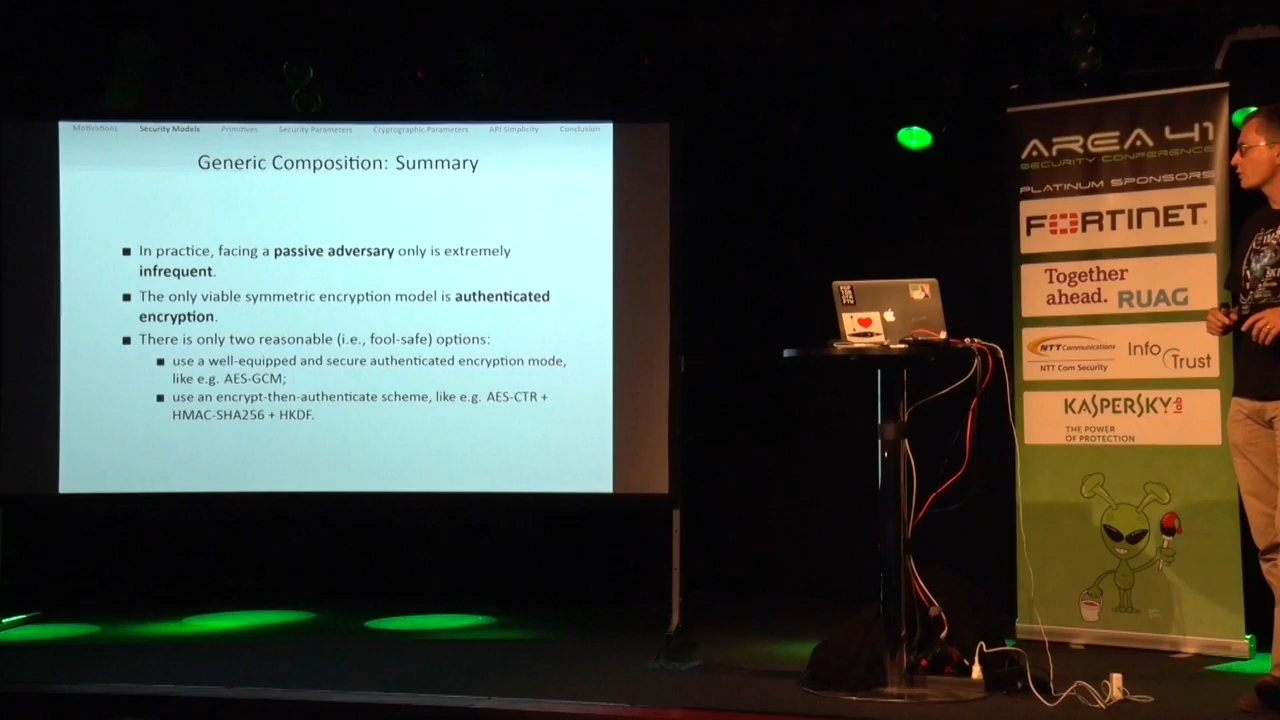 Motivations Security Models Primitives Security Parameters Cryptographic Parameters API Simplicity Conclusion
Generic Composition: Summary
In practice, facing a passive adversary only is extremely
infrequent.
The only viable symmetric encryption model is authenticated
encryption.
There is only two reasonable (i.e., fool-safe) options:
use a well-equipped and secure authenticated encryption mode,
like e.g. AES-GCM;
use an encrypt-then-authenticate scheme, like e.g. AES-CTR +
HMAC-SHA256 + HKDF.
AREA 41
SECURITY CONFERENCE
PLATINUM SPONSORS
FORTINET
Together
ahead. RUAG
NTT Communications
NTT Com Security
Info Trust
KASPERSKY lab
THE POWER
OF PROTECTION